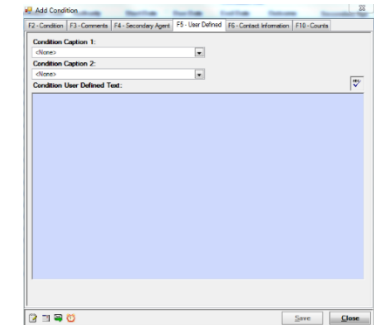 Add Condition
F2 - Condition F3 - Comments F4 - Secondary Agent F5 - User Defined F6 - Contact Information F10 - Counts
Condition Caption 1:
<None>
Condition Caption 2:
<None>
Condition User Defined Text:
Save Close